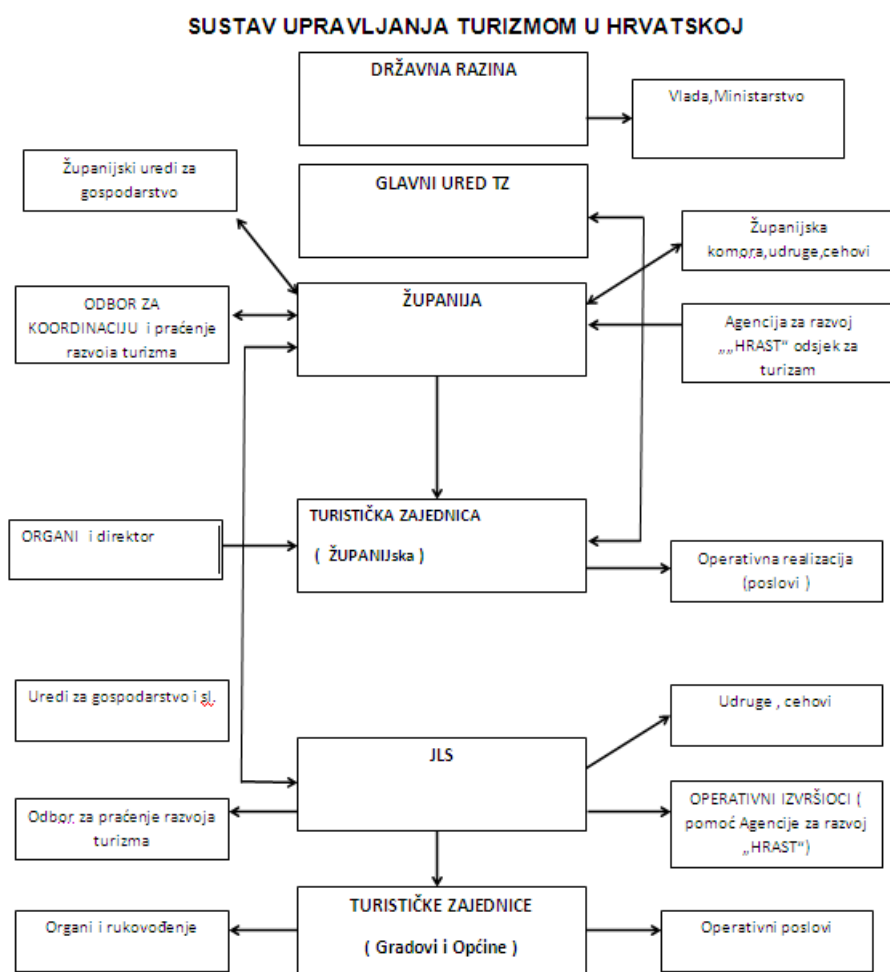 SUSTAV UPRAVLJANJA TURIZMOM U HRVATSKOJ
DRŽAVNA RAZINA
Vlada,Ministarstvo
Županijski uredi za
gospodarstvo
GLAVNI URED TZ
Županijska
komora,udruge,cehovi
ŽUPANIJA
ODBOR ZA
KOORDINACIJU i praćenje
razvoja turizma
Agencija za razvoj
„„HRAST“ odsjek za
turizam
TURISTIČKA ZAJEDNICA
( ŽUPANIJska )
ORGANI i direktor
Operativna realizacija
(poslovi )
Uredi za gospodarstvo i sl.
Udruge , cehovi
JLS
Odbor za praćenje razvoja
turizma
OPERATIVNI IZVRŠIOCI (
pomoć Agencije za razvoj
„HRAST“)
TURISTIČKE ZAJEDNICE
( Gradovi i Općine )
Organi i rukovođenje
Operativni poslovi